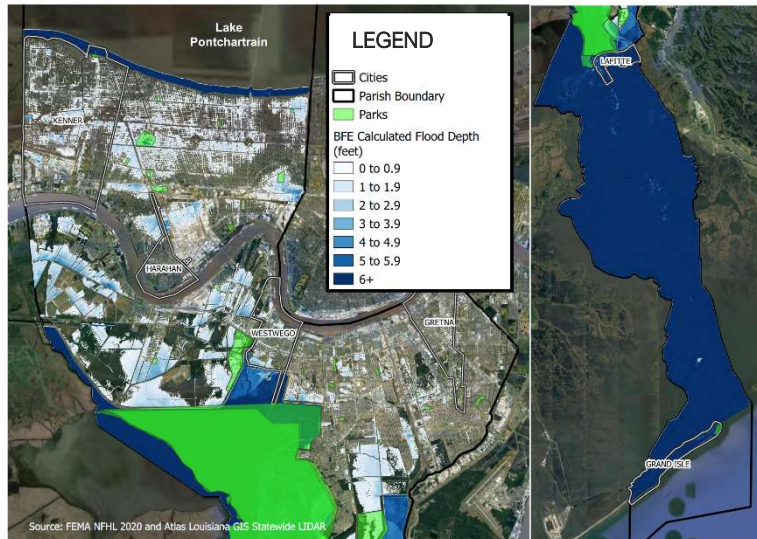 Lake
Pontchartrain
LEGEND
Cities
Parish Boundary
Parks
BFE Calculated Flood Depth
(feet)
0 to 0.9
1 to 1.9
2 to 2.9
3 to 3.9
4 to 4.9
5 to 5.9
6+
KENNER
HARAHAN
WESTWEGO
GRETNA
Source: FEMA NFHL 2020 and Atlas Louisiana GIS Statewide LIDAR
LAFITTE
GRAND ISLE